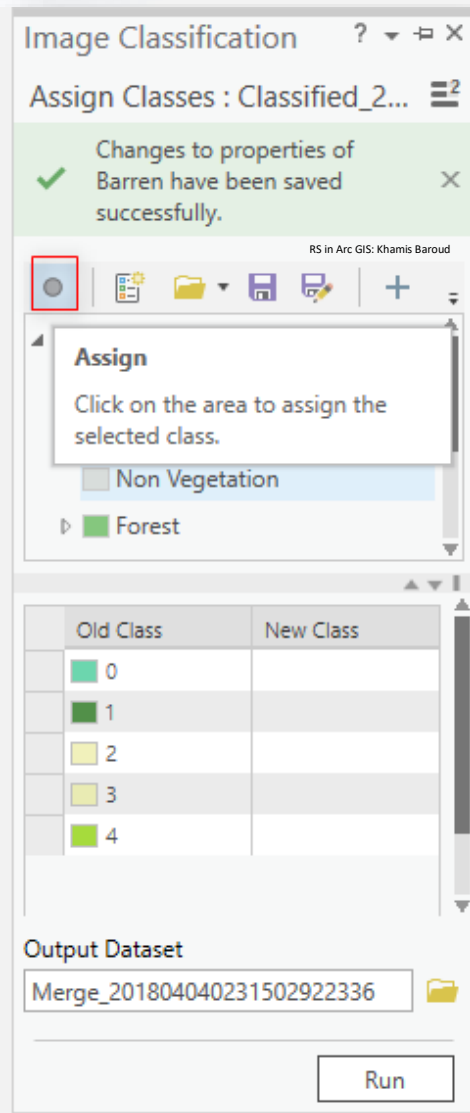 Image Classification ?
Assign Classes : Classified_2... 2
Changes to properties of
Barren have been saved
successfully.
RS in Arc GIS: Khamis Baroud
Assign
Click on the area to assign the
selected class.
Non Vegetation
Forest
Old Class New Class
0
1
2
3
4
Output Dataset
Merge_201804040231502922336
Run